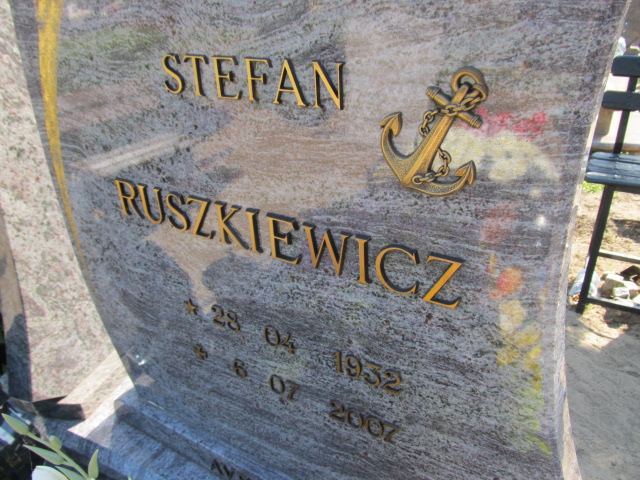 STEFAN
RUSZKIEWICZ
* 28 04 1932
6 07 2007